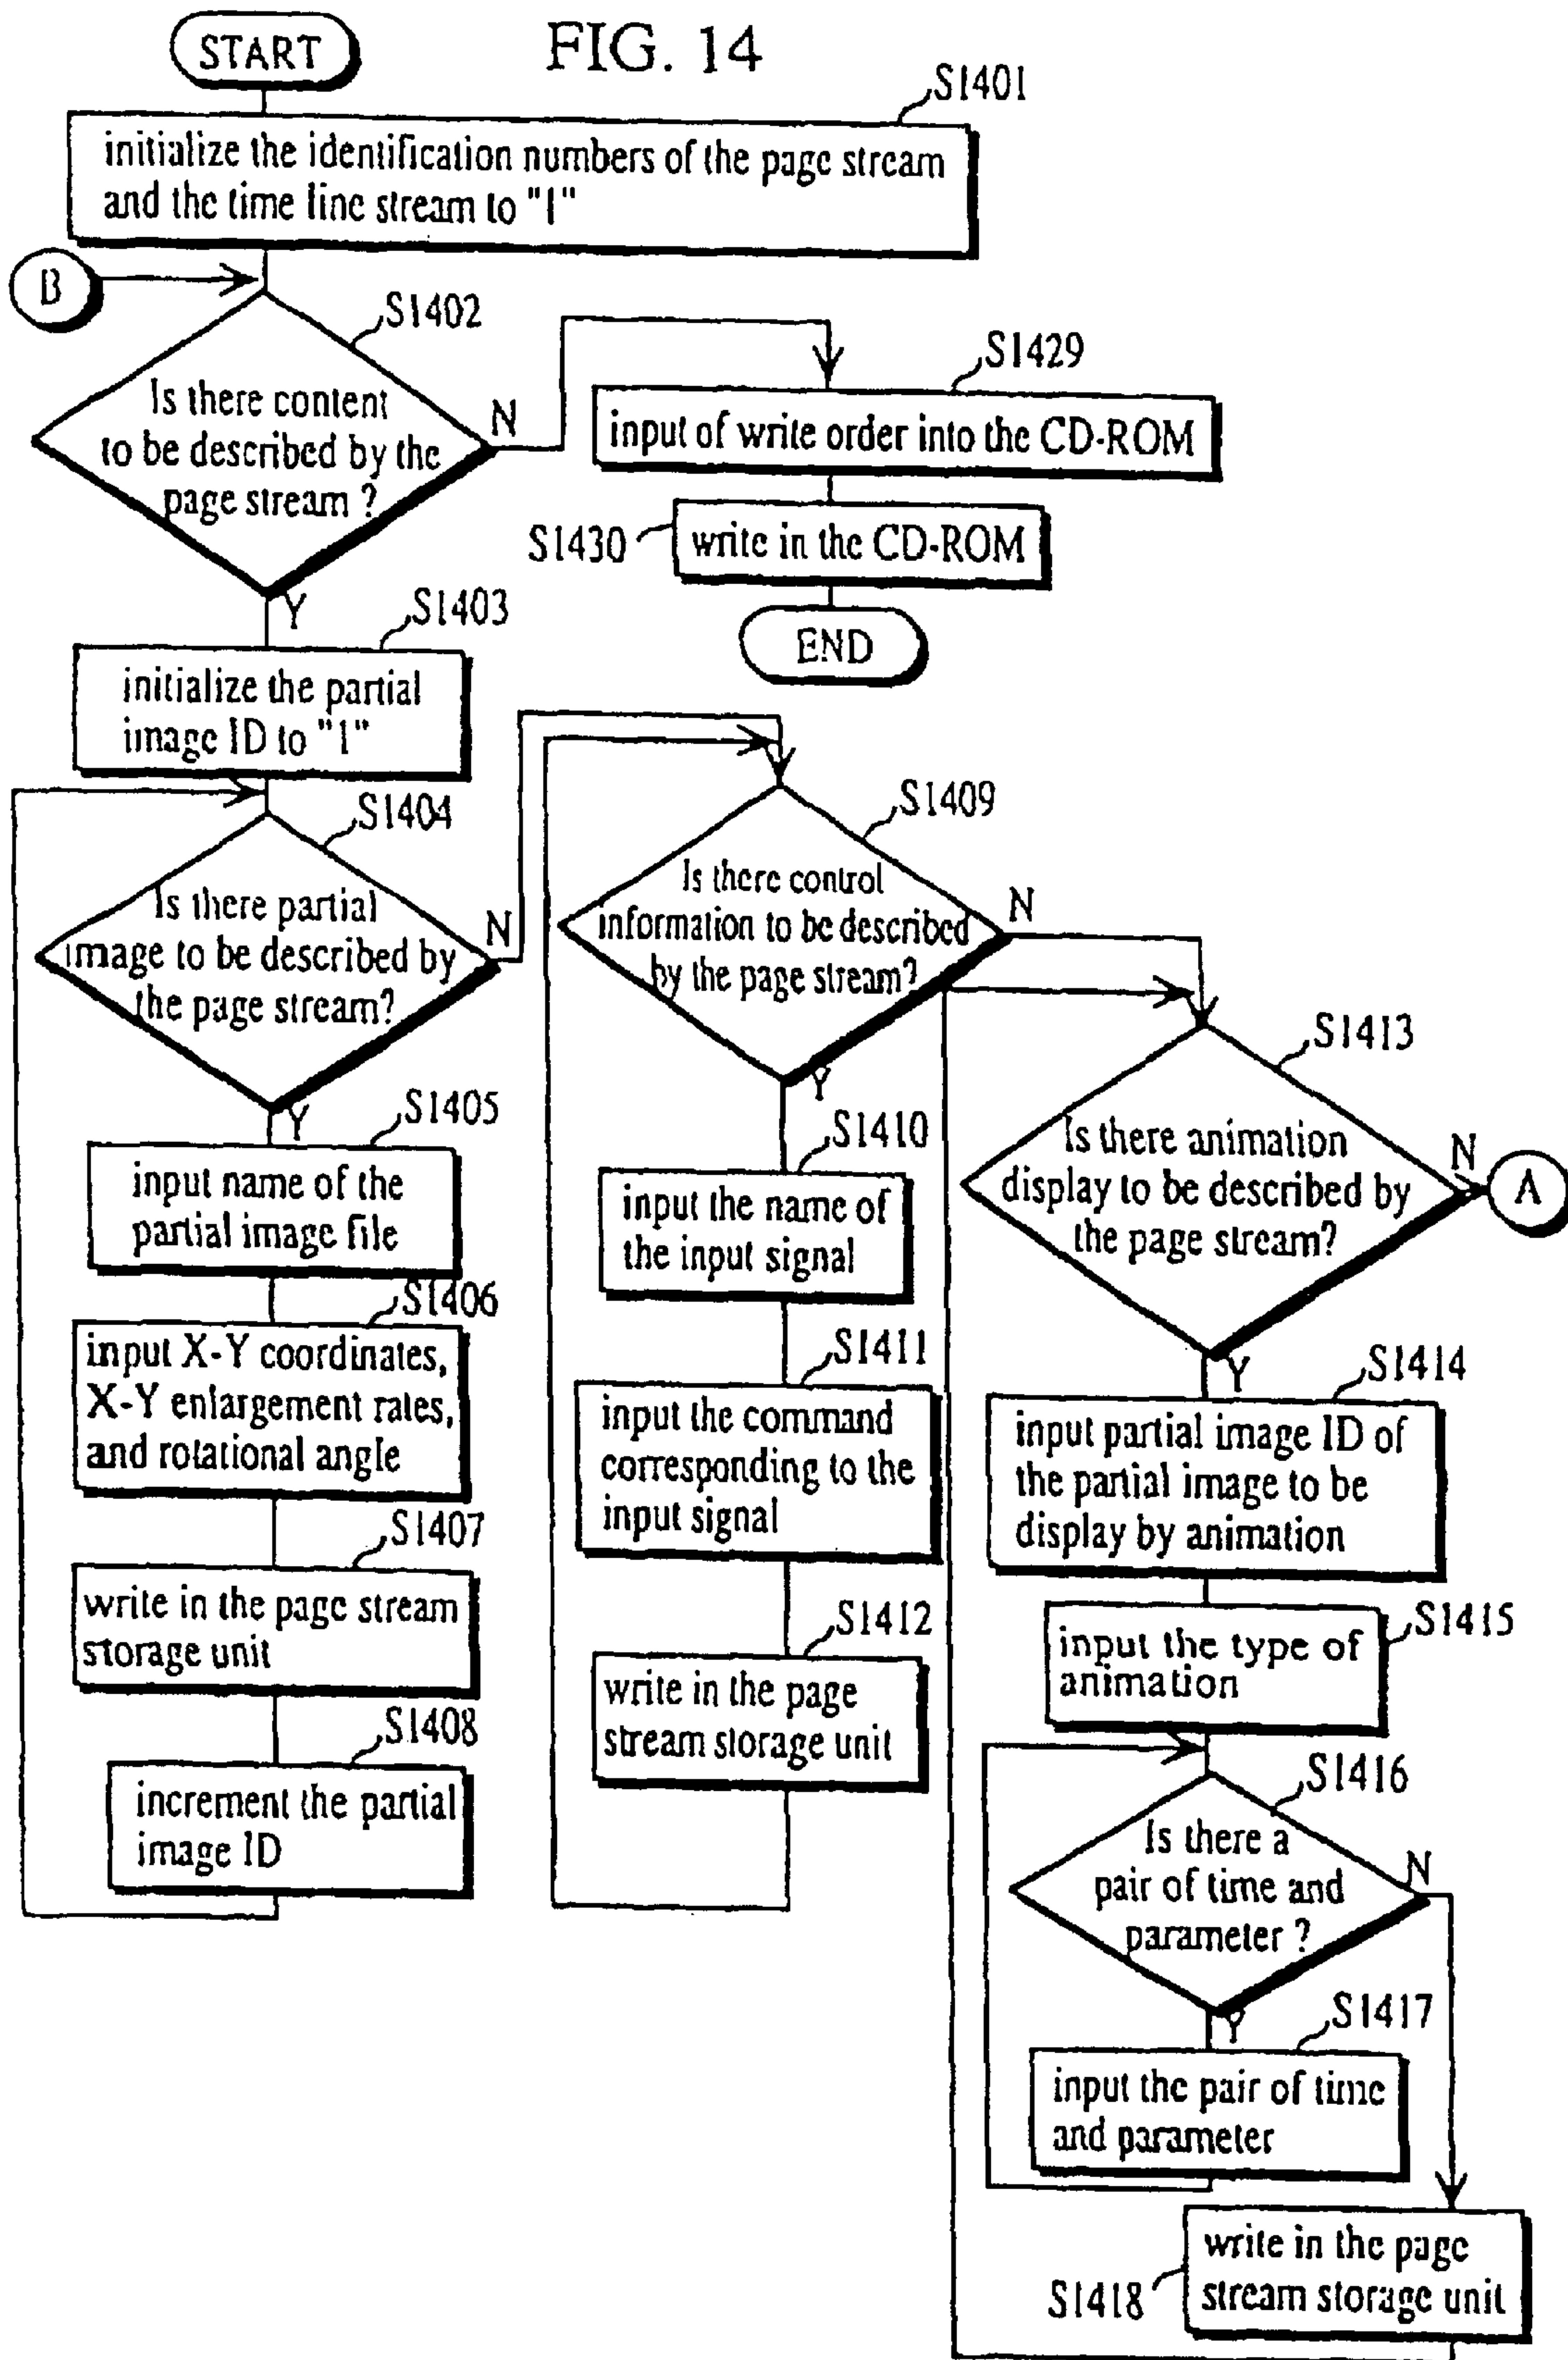 START
FIG. 14
S1401
initialize the identification numbers of the page stream
and the time line stream to "1"
B
S1402
Is there content
to be described by the
page stream ?
N
Y
S1429
input of write order into the CD-ROM
S1430
write in the CD-ROM
END
S1403
initialize the partial
image ID to "1"
S1404
Is there partial
image to be described by
the page stream?
N
Y
S1405
input name of the
partial image file
S1406
input X-Y coordinates,
X-Y enlargement rates,
and rotational angle
S1407
write in the page stream
storage unit
S1408
increment the partial
image ID
S1409
Is there control
information to be described
by the page stream?
N
Y
S1410
input the name of
the input signal
S1411
input the command
corresponding to the
input signal
S1412
write in the page
stream storage unit
S1413
Is there animation
display to be described by
the page stream?
N
A
Y
S1414
input partial image ID of
the partial image to be
display by animation
S1415
input the type of
animation
S1416
Is there a
pair of time and
parameter ?
N
Y
S1417
input the pair of time
and parameter
S1418
write in the page
stream storage unit